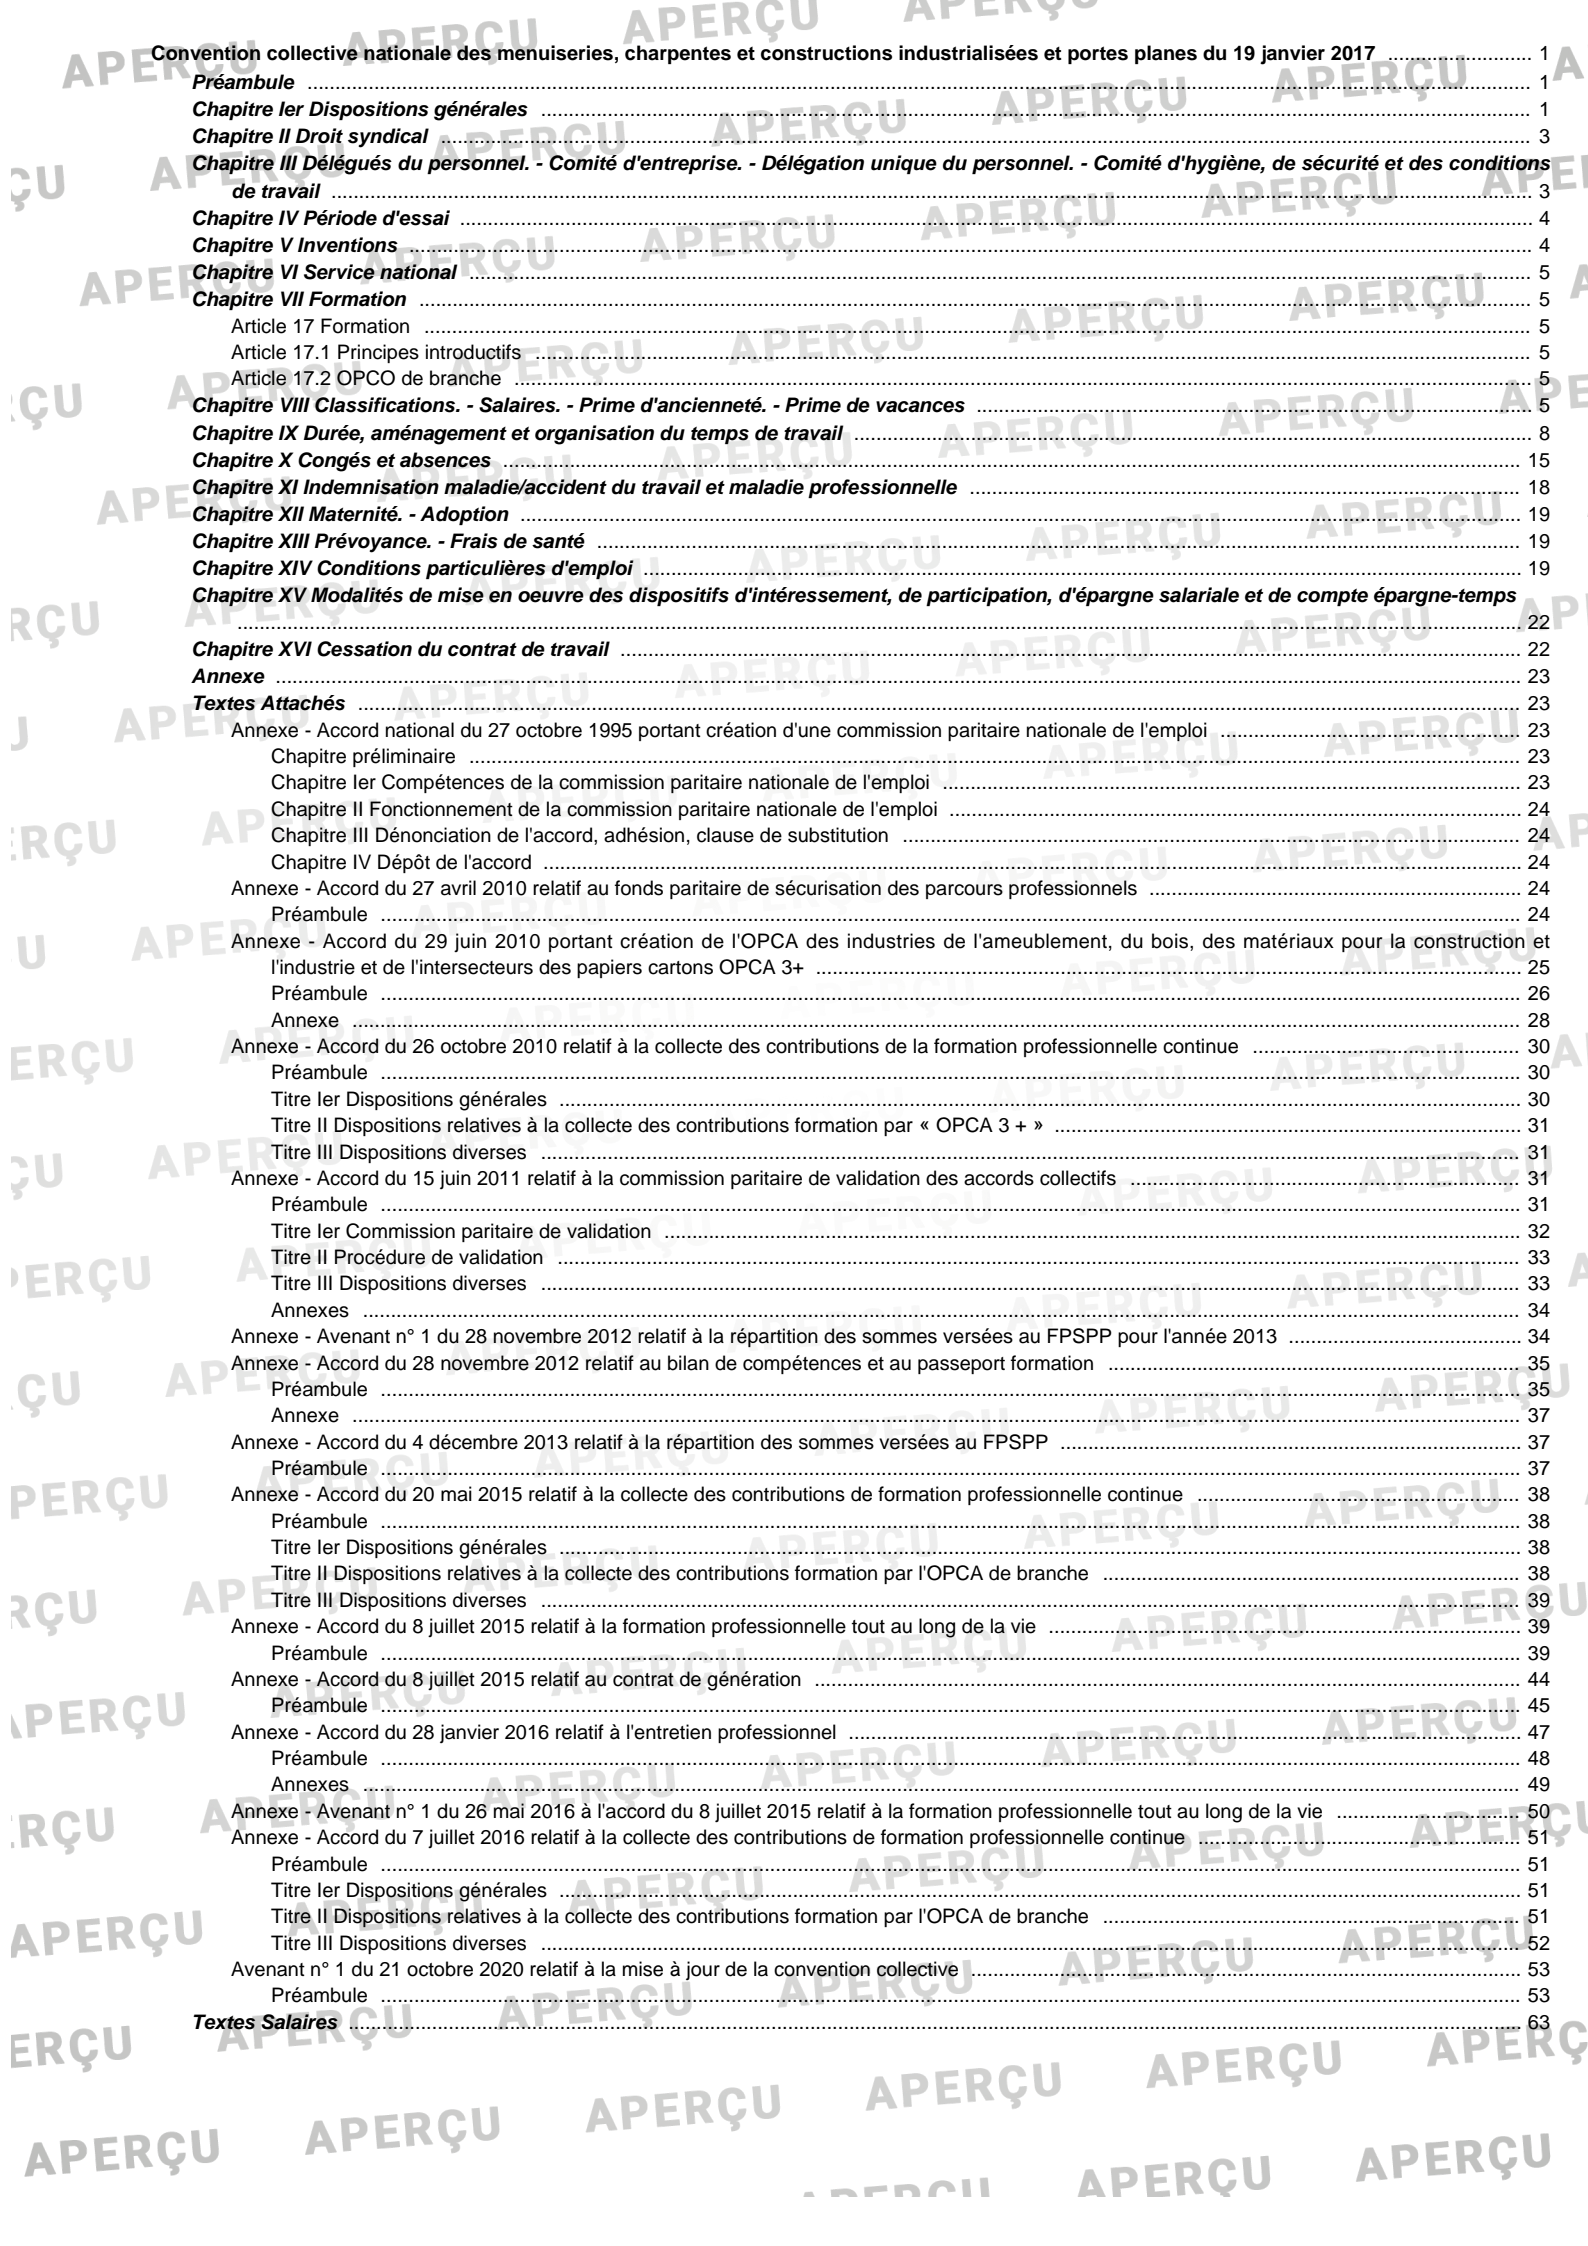 Convention collective nationale des menuiseries, charpentes et constructions industrialisées et portes planes du 19 janvier 2017 ... 1
Préambule ... 1
Chapitre Ier Dispositions générales ... 1
Chapitre II Droit syndical ... 3
Chapitre III Délégués du personnel. - Comité d'entreprise. - Délégation unique du personnel. - Comité d'hygiène, de sécurité et des conditions
de travail ... 3
Chapitre IV Période d'essai ... 4
Chapitre V Inventions ... 4
Chapitre VI Service national ... 5
Chapitre VII Formation ... 5
Article 17 Formation ... 5
Article 17.1 Principes introductifs ... 5
Article 17.2 OPCO de branche ... 5
Chapitre VIII Classifications. - Salaires. - Prime d'ancienneté. - Prime de vacances ... 5
Chapitre IX Durée, aménagement et organisation du temps de travail ... 8
Chapitre X Congés et absences ... 15
Chapitre XI Indemnisation maladie/accident du travail et maladie professionnelle ... 18
Chapitre XII Maternité. - Adoption ... 19
Chapitre XIII Prévoyance. - Frais de santé ... 19
Chapitre XIV Conditions particulières d'emploi ... 19
Chapitre XV Modalités de mise en oeuvre des dispositifs d'intéressement, de participation, d'épargne salariale et de compte épargne-temps
... 22
Chapitre XVI Cessation du contrat de travail ... 22
Annexe ... 23
Textes Attachés ... 23
Annexe - Accord national du 27 octobre 1995 portant création d'une commission paritaire nationale de l'emploi ... 23
Chapitre préliminaire ... 23
Chapitre Ier Compétences de la commission paritaire nationale de l'emploi ... 23
Chapitre II Fonctionnement de la commission paritaire nationale de l'emploi ... 24
Chapitre III Dénonciation de l'accord, adhésion, clause de substitution ... 24
Chapitre IV Dépôt de l'accord ... 24
Annexe - Accord du 27 avril 2010 relatif au fonds paritaire de sécurisation des parcours professionnels ... 24
Préambule ... 24
Annexe - Accord du 29 juin 2010 portant création de l'OPCA des industries de l'ameublement, du bois, des matériaux pour la construction et
l'industrie et de l'intersecteurs des papiers cartons OPCA 3+ ... 25
Préambule ... 26
Annexe ... 28
Annexe - Accord du 26 octobre 2010 relatif à la collecte des contributions de la formation professionnelle continue ... 30
Préambule ... 30
Titre Ier Dispositions générales ... 30
Titre II Dispositions relatives à la collecte des contributions formation par « OPCA 3 + » ... 31
Titre III Dispositions diverses ... 31
Annexe - Accord du 15 juin 2011 relatif à la commission paritaire de validation des accords collectifs ... 31
Préambule ... 31
Titre Ier Commission paritaire de validation ... 32
Titre II Procédure de validation ... 33
Titre III Dispositions diverses ... 33
Annexes ... 34
Annexe - Avenant n° 1 du 28 novembre 2012 relatif à la répartition des sommes versées au FPSPP pour l'année 2013 ... 34
Annexe - Accord du 28 novembre 2012 relatif au bilan de compétences et au passeport formation ... 35
Préambule ... 35
Annexe ... 37
Annexe - Accord du 4 décembre 2013 relatif à la répartition des sommes versées au FPSPP ... 37
Préambule ... 37
Annexe - Accord du 20 mai 2015 relatif à la collecte des contributions de formation professionnelle continue ... 38
Préambule ... 38
Titre Ier Dispositions générales ... 38
Titre II Dispositions relatives à la collecte des contributions formation par l'OPCA de branche ... 38
Titre III Dispositions diverses ... 39
Annexe - Accord du 8 juillet 2015 relatif à la formation professionnelle tout au long de la vie ... 39
Préambule ... 39
Annexe - Accord du 8 juillet 2015 relatif au contrat de génération ... 44
Préambule ... 45
Annexe - Accord du 28 janvier 2016 relatif à l'entretien professionnel ... 47
Préambule ... 48
Annexes ... 49
Annexe - Avenant n° 1 du 26 mai 2016 à l'accord du 8 juillet 2015 relatif à la formation professionnelle tout au long de la vie ... 50
Annexe - Accord du 7 juillet 2016 relatif à la collecte des contributions de formation professionnelle continue ... 51
Préambule ... 51
Titre Ier Dispositions générales ... 51
Titre II Dispositions relatives à la collecte des contributions formation par l'OPCA de branche ... 51
Titre III Dispositions diverses ... 52
Avenant n° 1 du 21 octobre 2020 relatif à la mise à jour de la convention collective ... 53
Préambule ... 53
Textes Salaires ... 63
APERÇU